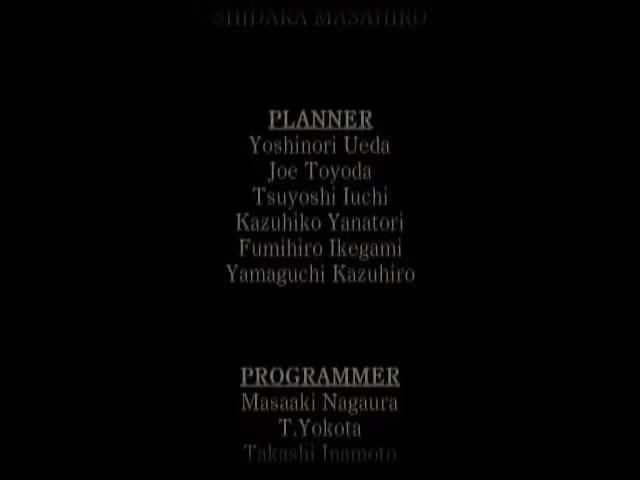 SHIDARA MASAHIRO
PLANNER
Yoshinori Ueda
Joe Toyoda
Tsuyoshi Iuchi
Kazuhiko Yanatori
Fumihiro Ikegami
Yamaguchi Kazuhiro
PROGRAMMER
Masaaki Nagaura
T.Yokota
Takashi Inamoto